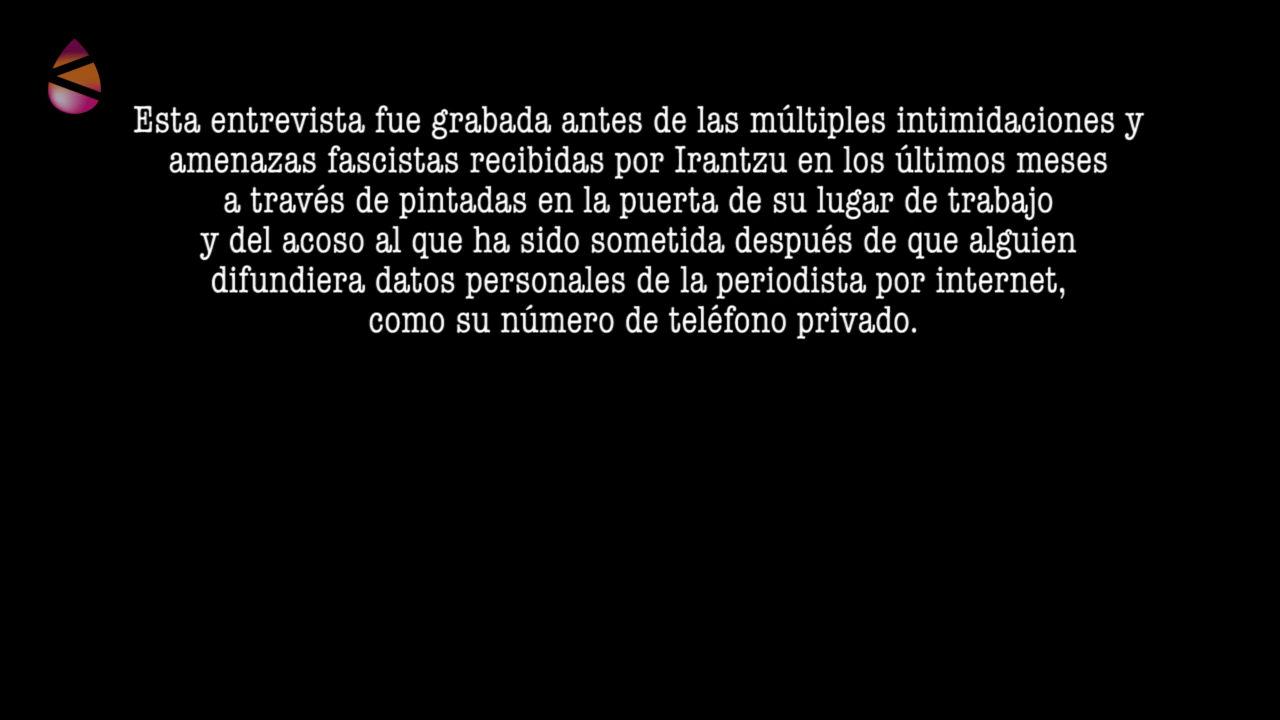 Esta entrevista fue grabada antes de las múltiples intimidaciones y
amenazas fascistas recibidas por Irantzu en los últimos meses
a través de pintadas en la puerta de su lugar de trabajo
y del acoso al que ha sido sometida después de que alguien
difundiera datos personales de la periodista por internet,
como su número de teléfono privado.